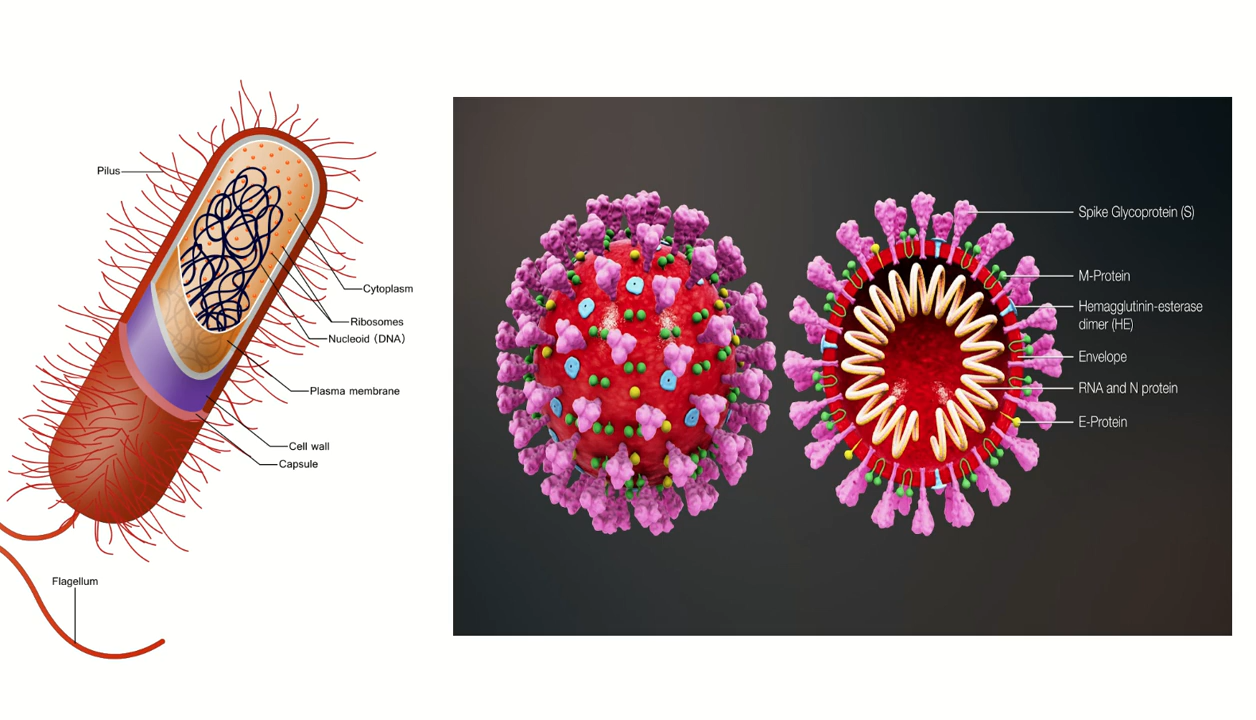 Pilus
Cytoplasm
Ribosomes
Nucleoid (DNA)
Plasma membrane
Cell wall
Capsule
Flagellum
Spike Glycoprotein (S)
M-Protein
Hemagglutinin-esterase
dimer (HE)
Envelope
RNA and N protein
E-Protein